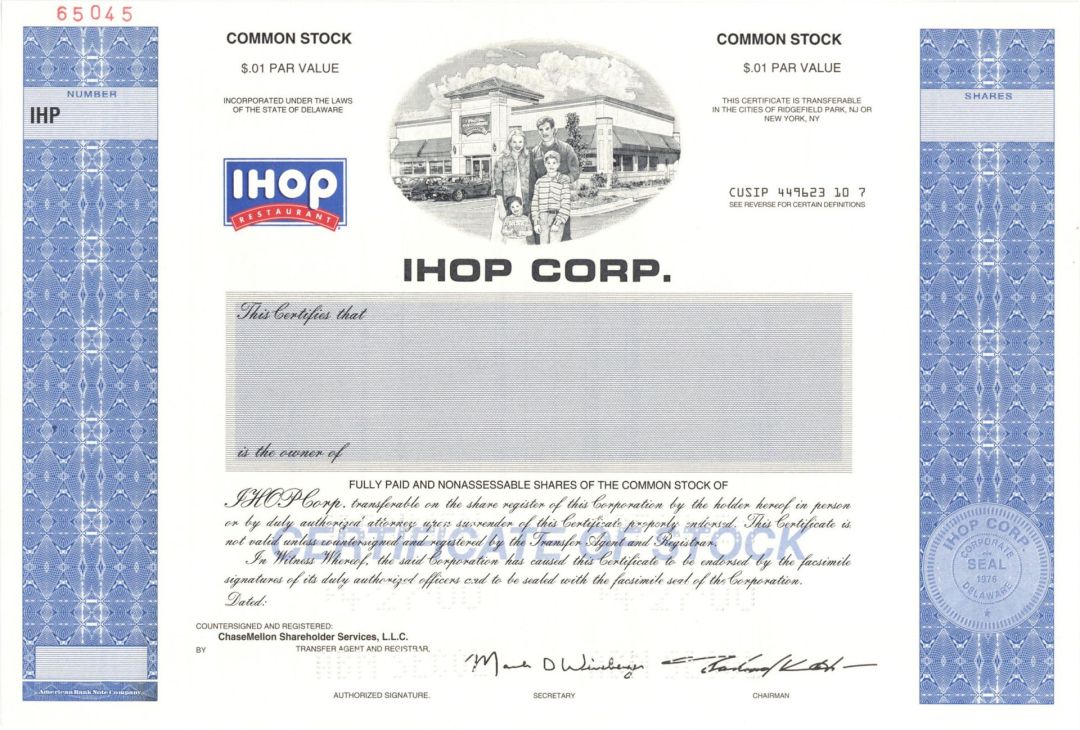 65045
COMMON STOCK
$.01 PAR VALUE
INCORPORATED UNDER THE LAWS
OF THE STATE OF DELAWARE
COMMON STOCK
$.01 PAR VALUE
THIS CERTIFICATE IS TRANSFERABLE
IN THE CITIES OF RIDGEFIELD PARK, NJ OR
NEW YORK, NY
NUMBER
IHP
SHARES
IHOP
RESTAURANT
CUSIP 449623 10 7
SEE REVERSE FOR CERTAIN DEFINITIONS
IHOP CORP.
This Certifies that
is the owner of
FULLY PAID AND NONASSESSABLE SHARES OF THE COMMON STOCK OF
IHOP Corp. transferable on the share register of this Corporation by the holder hereof in person
or by duly authorized attorney upon surrender of this Certificate properly endorsed. This Certificate is
not valid unless countersigned and registered by the Transfer Agent and Registrar.
CERTIFICATE OF STOCK
In Witness Whereof, the said Corporation has caused this Certificate to be endorsed by the facsimile
signatures of its duly authorized officers and to be sealed with the facsimile seal of the Corporation.
Dated:
IHOP CORP.
CORPORATE
SEAL
1976
DELAWARE
COUNTERSIGNED AND REGISTERED:
ChaseMellon Shareholder Services, L.L.C.
BY
TRANSFER AGENT AND REGISTRAR,
Mark D Weisberger
AUTHORIZED SIGNATURE.
SECRETARY
CHAIRMAN
American Bank Note Company.